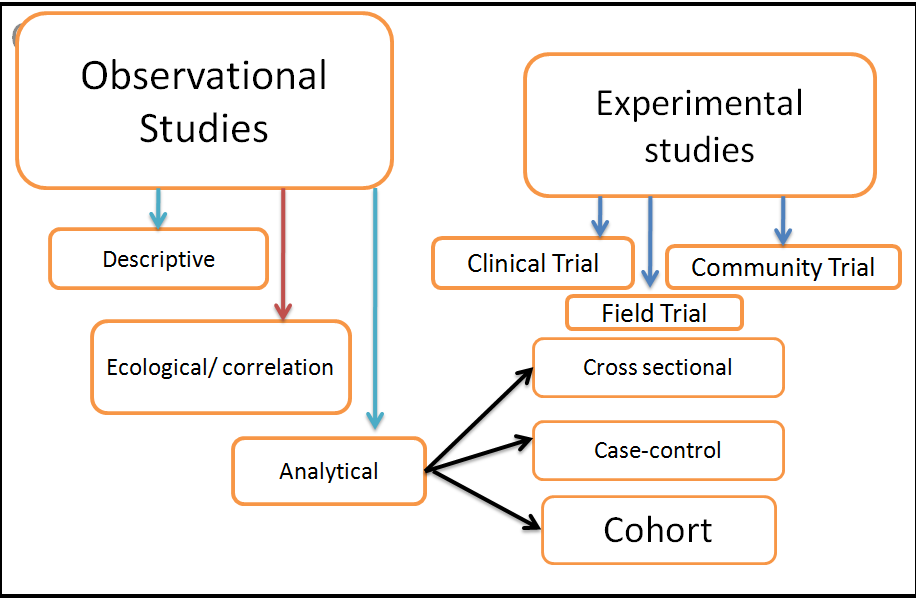 Observational
Studies
Experimental
studies
Descriptive
Clinical Trial
Community Trial
Field Trial
Ecological/ correlation
Cross sectional
Case-control
Analytical
Cohort